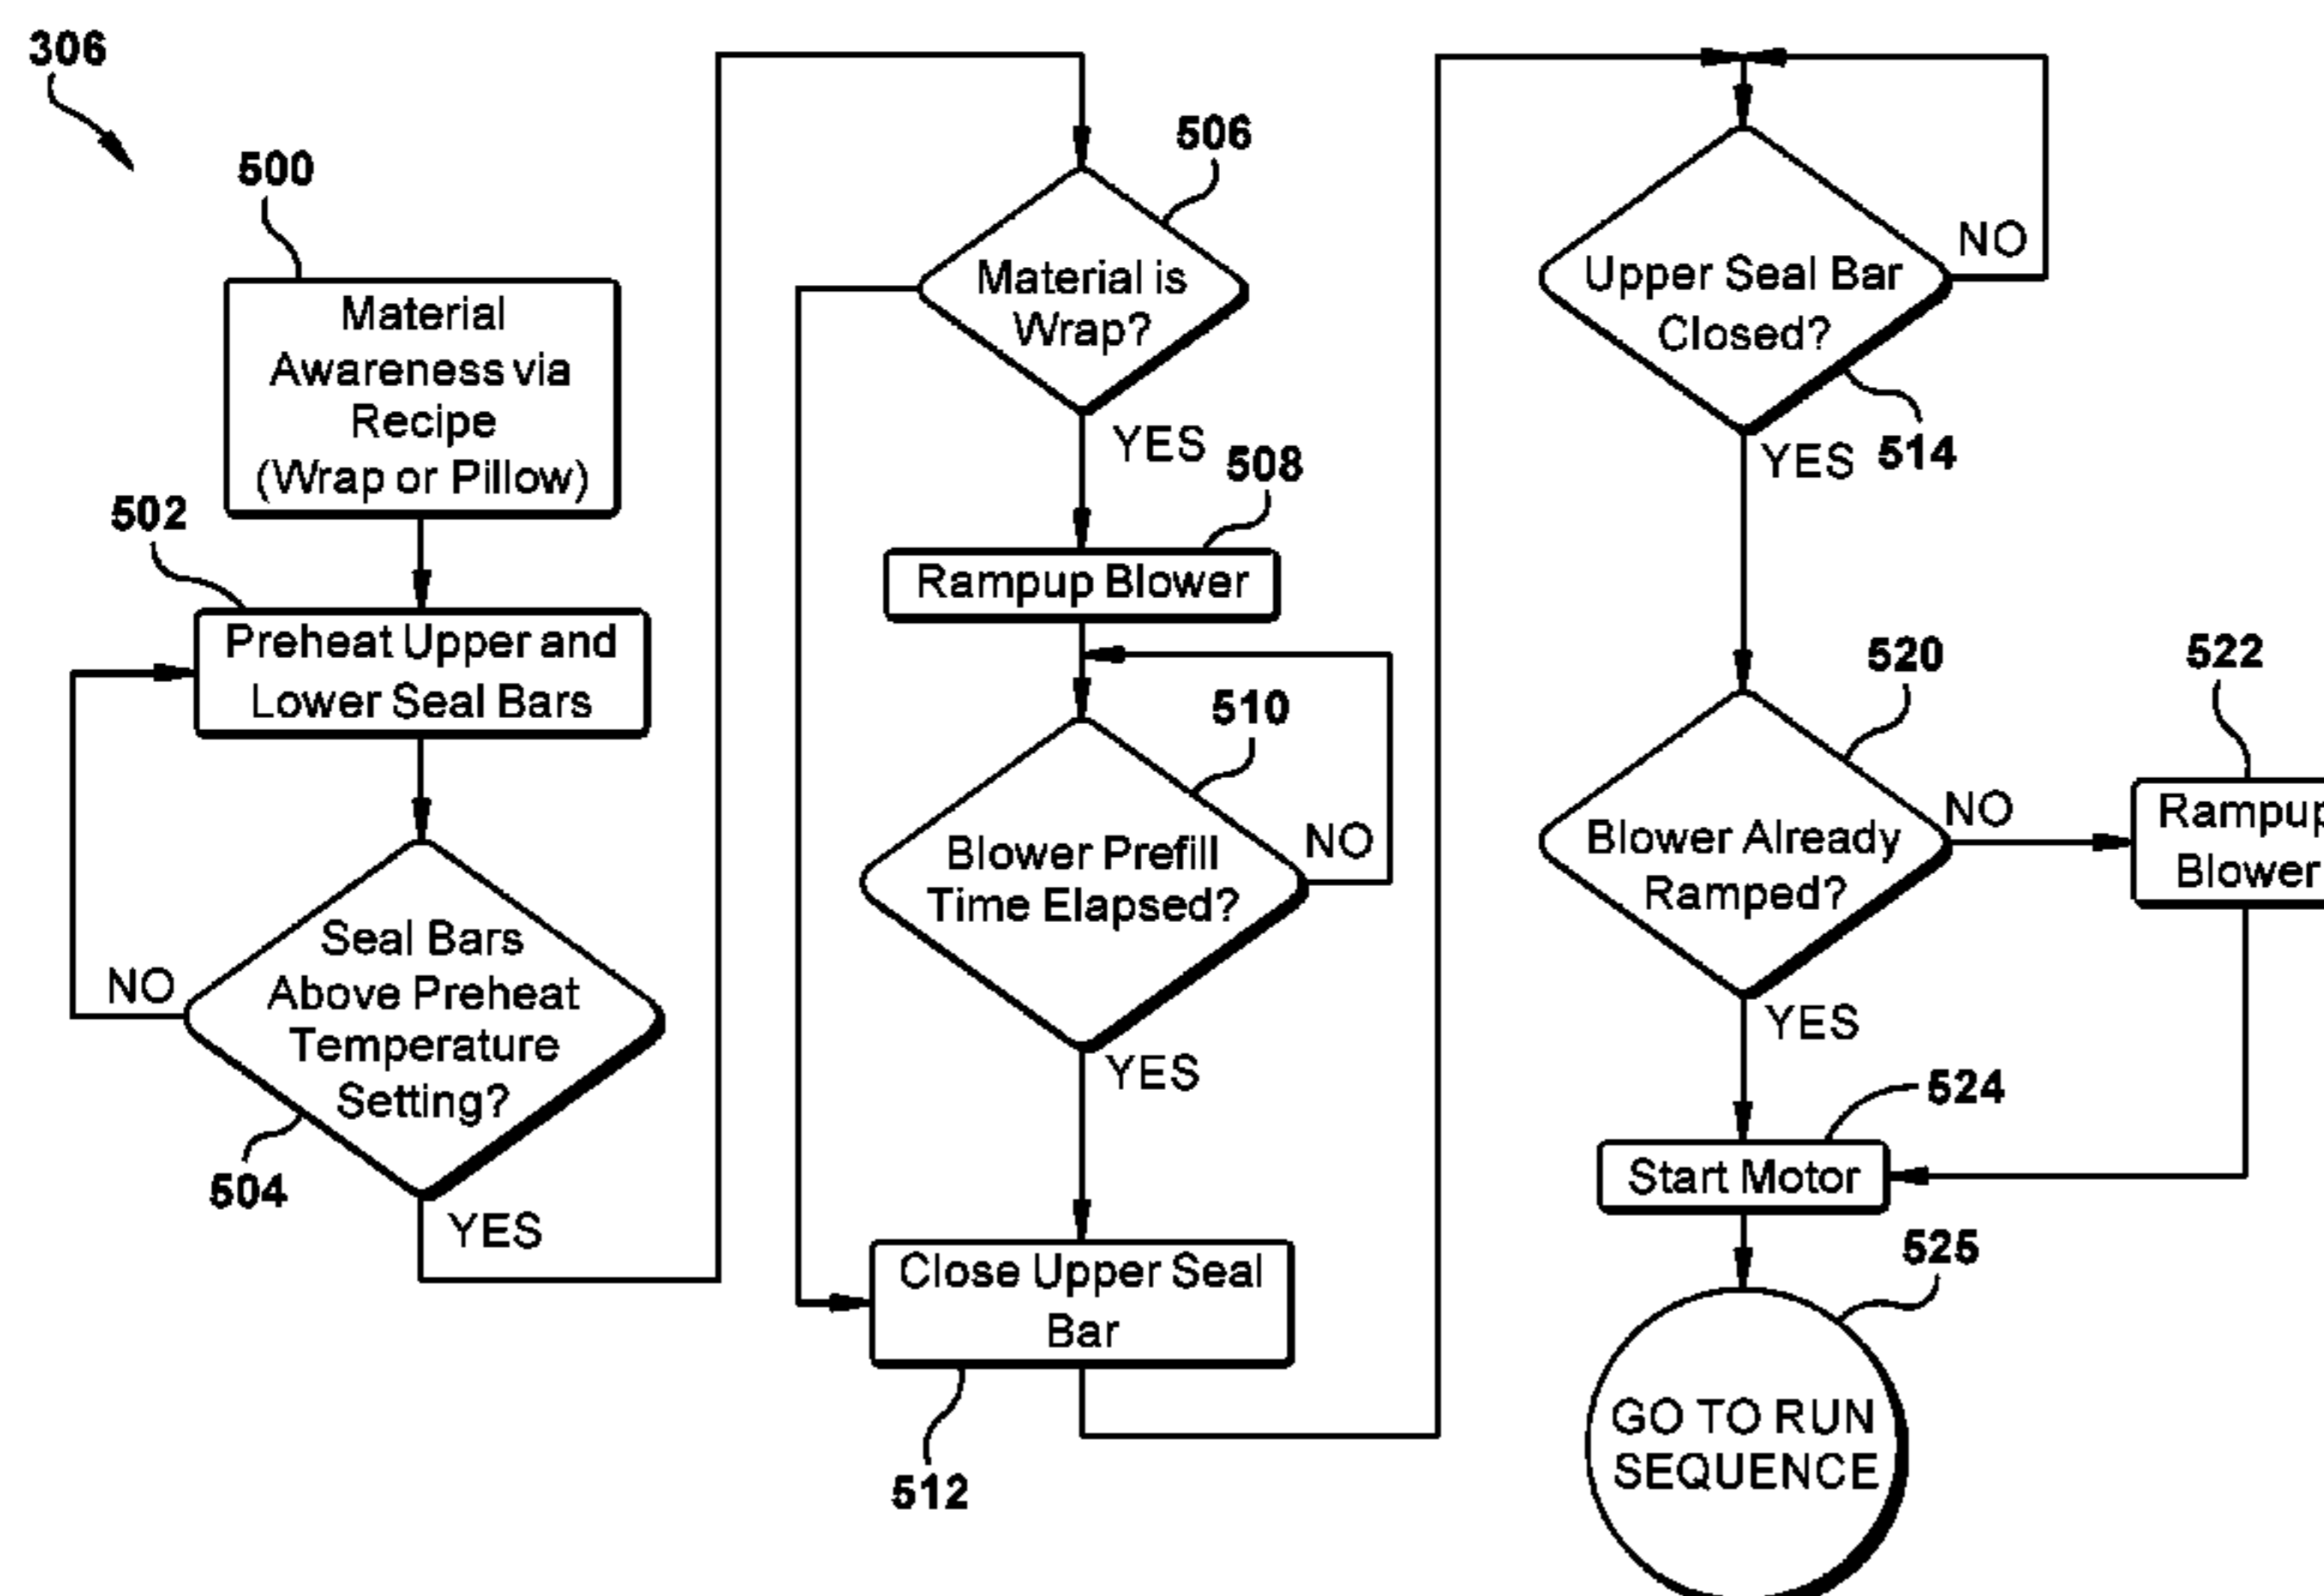 306
500
Material
Awareness via
Recipe
(Wrap or Pillow)
502
Preheat Upper and
Lower Seal Bars
Seal Bars
Above Preheat
Temperature
Setting?
NO
504
YES
506
Material is
Wrap?
YES
508
Rampup Blower
510
Blower Prefill
Time Elapsed?
NO
YES
Close Upper Seal
Bar
512
Upper Seal Bar
Closed?
NO
YES
514
520
Blower Already
Ramped?
NO
522
Rampup
Blower
YES
524
Start Motor
525
GO TO RUN
SEQUENCE